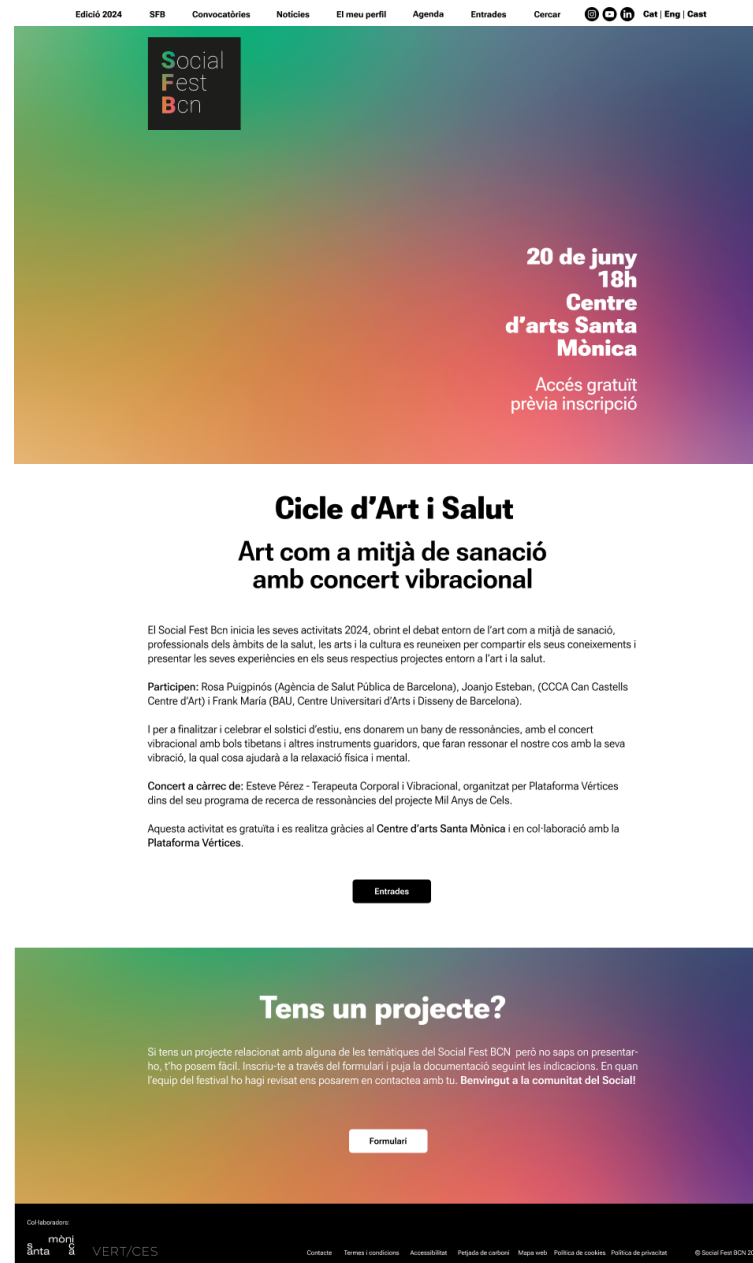 Edició 2024 SFB Convocatòries Notícies El meu perfil Agenda Entrades Cercar Cat | Eng | Cast
Social
Fest
Bcn
20 de juny
18h
Centre
d’arts Santa
Mònica
Accés gratuït
prèvia inscripció
Cicle d’Art i Salut
Art com a mitjà de sanació
amb concert vibracional
El Social Fest Bcn inicia les seves activitats 2024, obrint el debat entorn de l’art com a mitjà de sanació,
professionals dels àmbits de la salut, les arts i la cultura es reuneixen per compartir els seus coneixements i
presentar les seves experiències en els seus respectius projectes entorn a l’art i la salut.
Participen: Rosa Puigpinós (Agència de Salut Pública de Barcelona), Joanjo Esteban, (CCCA Can Castells
Centre d’Art) i Frank María (BAU, Centre Universitari d’Arts i Disseny de Barcelona).
I per a finalitzar i celebrar el solstici d’estiu, ens donarem un bany de ressonàncies, amb el concert
vibracional amb bols tibetans i altres instruments guaridors, que faran ressonar el nostre cos amb la seva
vibració, la qual cosa ajudarà a la relaxació física i mental.
Concert a càrrec de: Esteve Pérez - Terapeuta Corporal i Vibracional, organitzat per Plataforma Vértices
dins del seu programa de recerca de ressonàncies del projecte Mil Anys de Cels.
Aquesta activitat es gratuïta i es realitza gràcies al Centre d’arts Santa Mònica i en col·laboració amb la
Plataforma Vértices.
Entrades
Tens un projecte?
Si tens un projecte relacionat amb alguna de les temàtiques del Social Fest BCN però no saps on presentar-
ho, t’ho posem fàcil. Inscriu-te a través del formulari i puja la documentació seguint les indicacions. En quan
l’equip del festival ho hagi revisat ens posarem en contactea amb tu. Benvingut a la comunitat del Social!
Formulari
Col·laboradors:
santa mònica VERT/CES
Contacte Termes i condicions Accessibilitat Petjada de carboni Mapa web Política de cookies Política de privacitat © Social Fest BCN 20